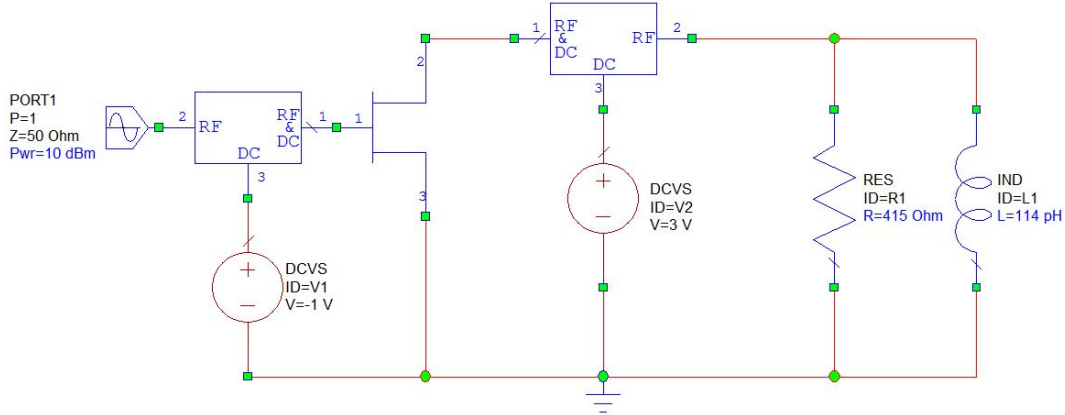 PORT1
P=1
Z=50 Ohm
Pwr=10 dBm
2
RF
RF
&
DC
1
DC
3
1
2
3
1
RF
&
DC
RF
2
DC
3
DCVS
ID=V1
V=-1 V
DCVS
ID=V2
V=3 V
RES
ID=R1
R=415 Ohm
IND
ID=L1
L=114 pH